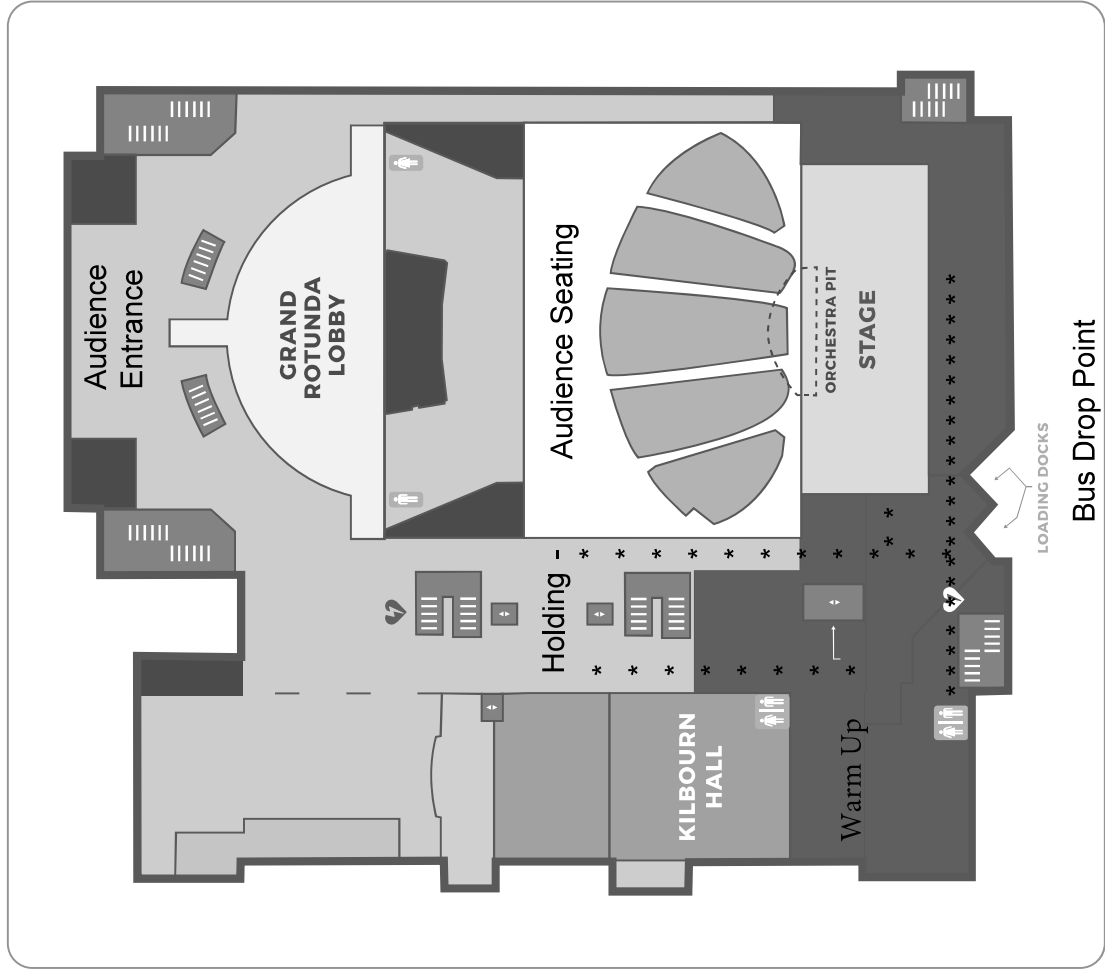 Audience
Entrance
GRAND
ROTUNDA
LOBBY
Audience Seating
ORCHESTRA PIT
STAGE
LOADING DOCKS
Bus Drop Point
Holding -
* * * * * * * * * * *
* * * * * * * *
* *
* * * * * * * * * * * * * * *
KILBOURN
HALL
Warm Up